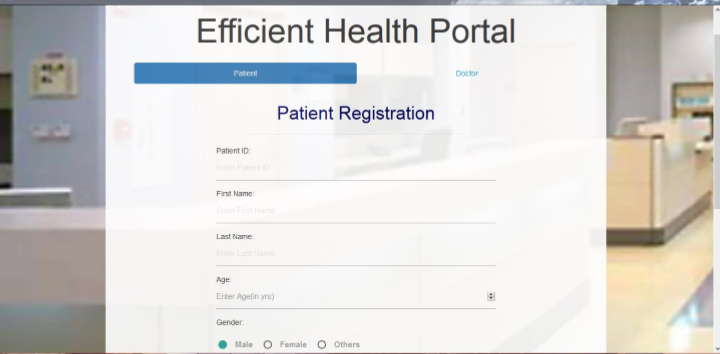 Efficient Health Portal
Patient Doctor
Patient Registration
Patient ID:
Enter Patient ID
First Name:
Enter First Name
Last Name:
Enter Last Name
Age:
Enter Age(in yrs)
Gender:
Male Female Others